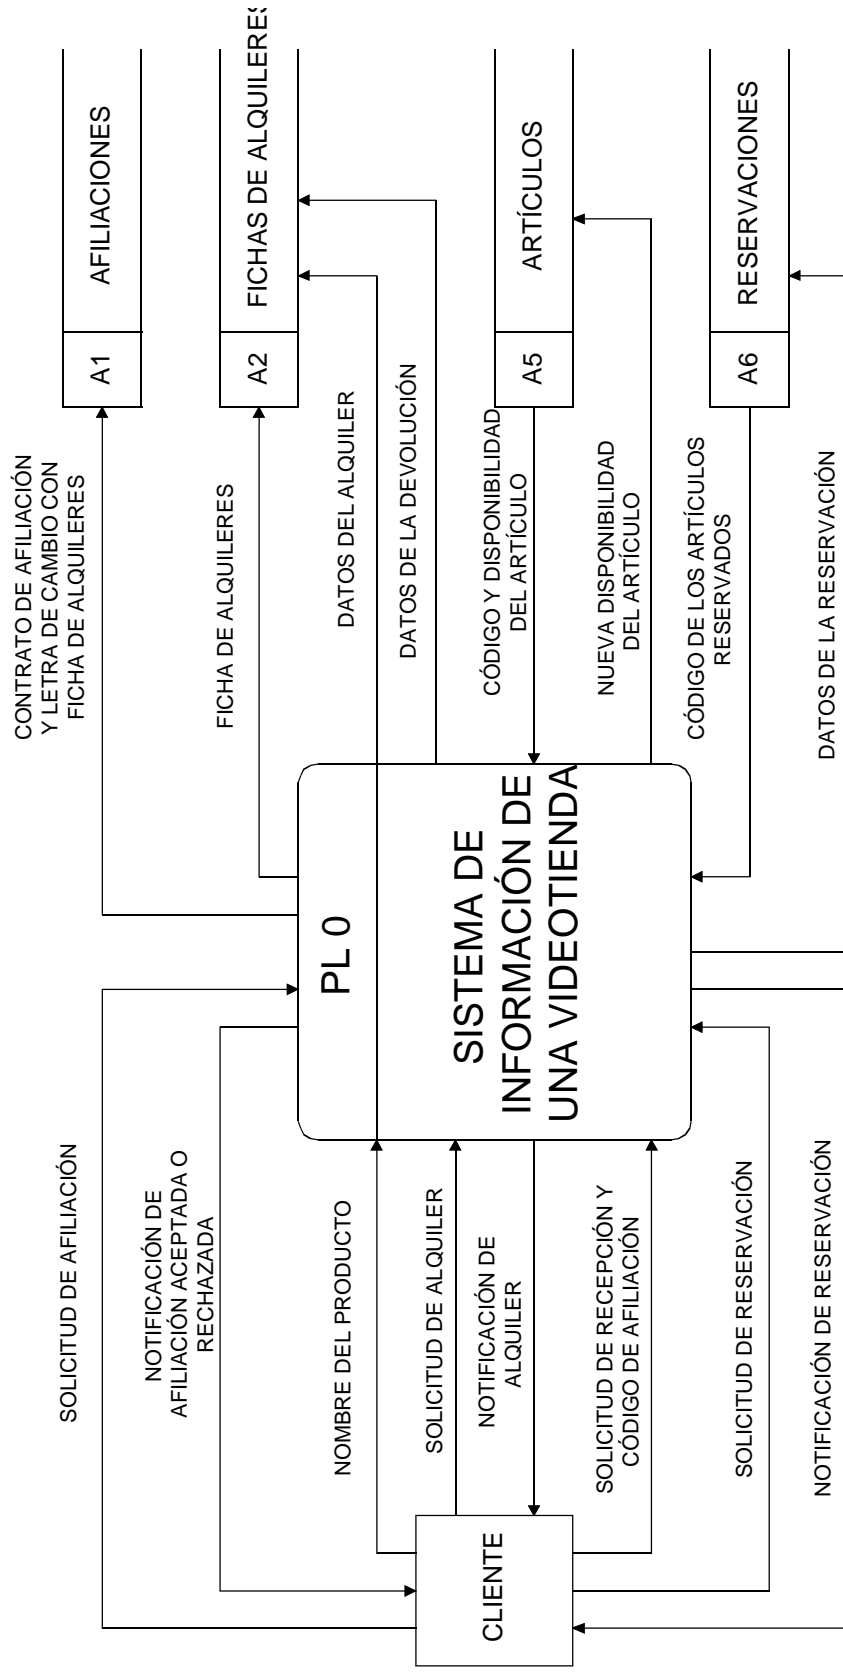 SOLICITUD DE AFILIACIÓN
NOTIFICACIÓN DE
AFILIACIÓN ACEPTADA O
RECHAZADA
NOMBRE DEL PRODUCTO
SOLICITUD DE ALQUILER
NOTIFICACIÓN DE
ALQUILER
SOLICITUD DE RECEPCIÓN Y
CÓDIGO DE AFILIACIÓN
SOLICITUD DE RESERVACIÓN
NOTIFICACIÓN DE RESERVACIÓN
CLIENTE
PL 0
SISTEMA DE
INFORMACIÓN DE
UNA VIDEOTIENDA
CONTRATO DE AFILIACIÓN
Y LETRA DE CAMBIO CON
FICHA DE ALQUILERES
FICHA DE ALQUILERES
DATOS DEL ALQUILER
DATOS DE LA DEVOLUCIÓN
CÓDIGO Y DISPONIBILIDAD
DEL ARTÍCULO
NUEVA DISPONIBILIDAD
DEL ARTÍCULO
CÓDIGO DE LOS ARTÍCULOS
RESERVADOS
DATOS DE LA RESERVACIÓN
A1 AFILIACIONES
A2 FICHAS DE ALQUILERES
A5 ARTÍCULOS
A6 RESERVACIONES